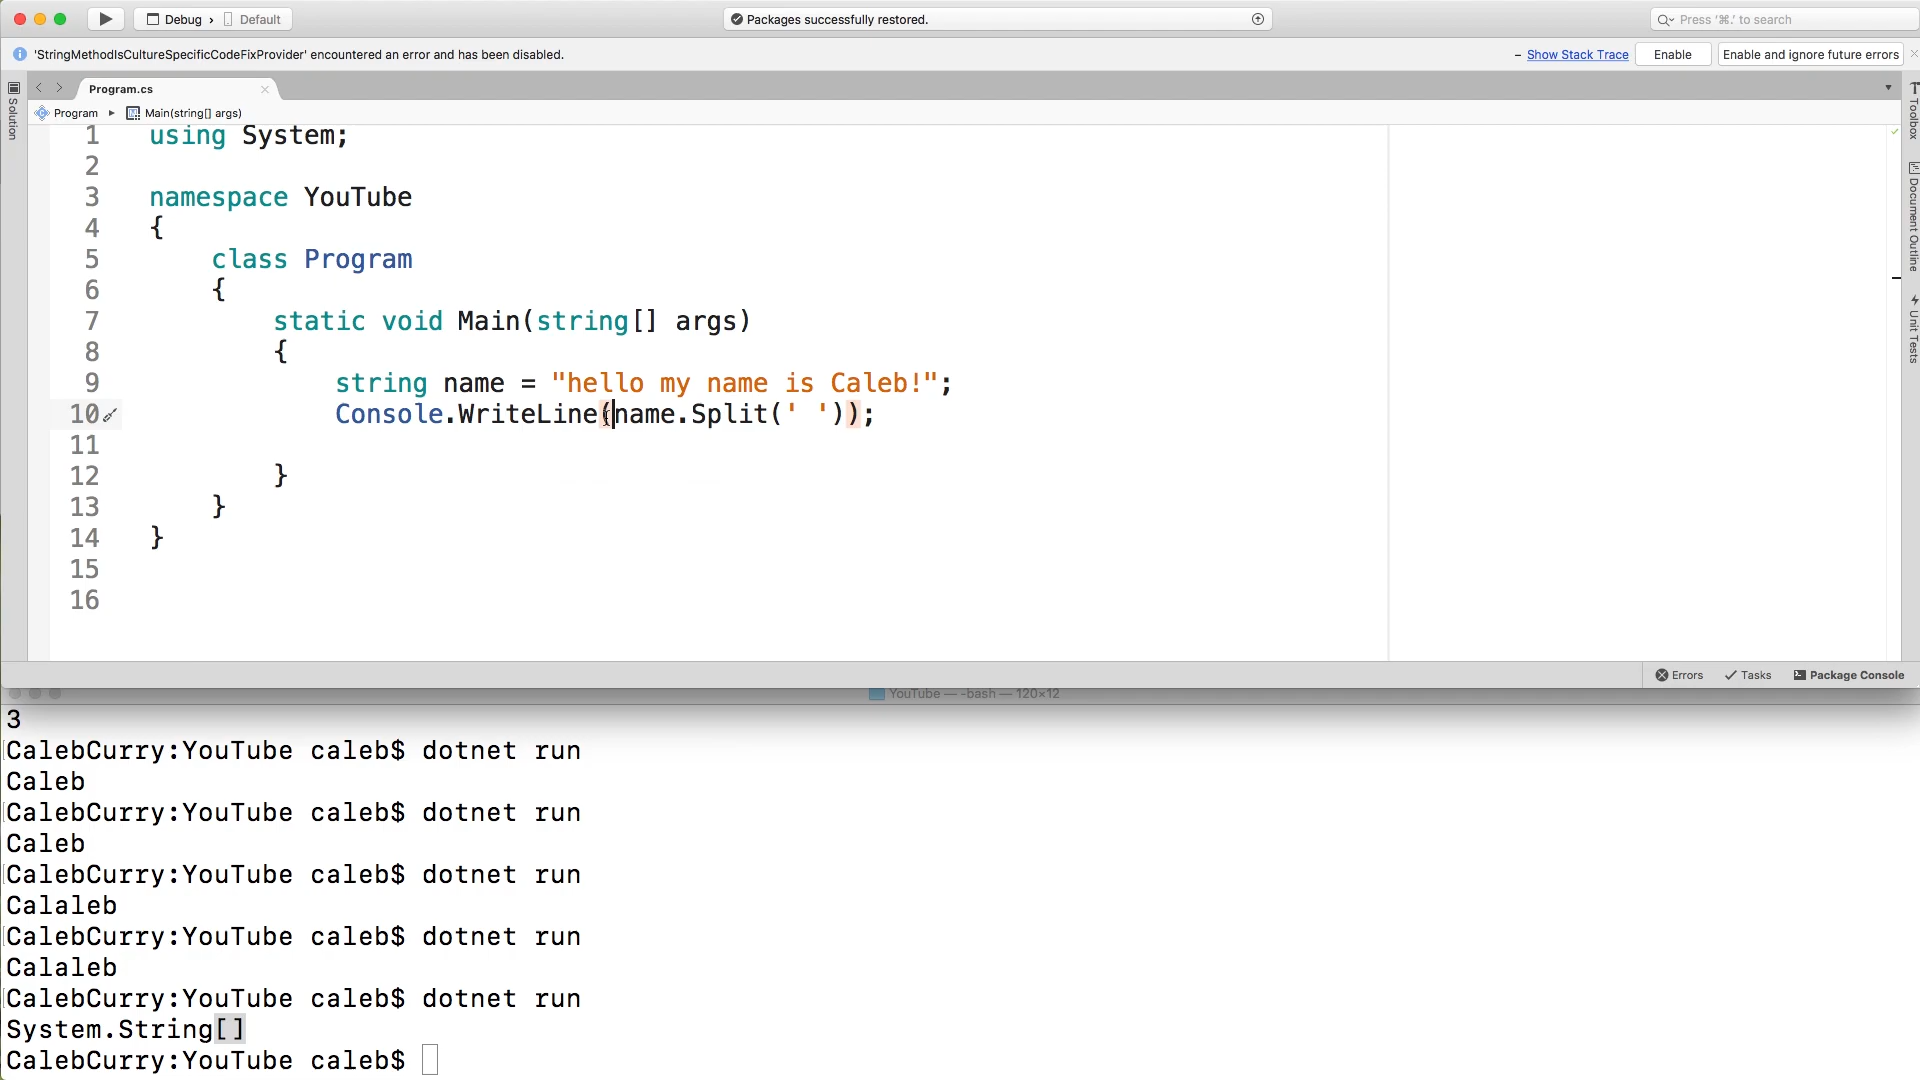 Debug › Default
Packages successfully restored.
Press '⌘.' to search
'StringMethodIsCultureSpecificCodeFixProvider' encountered an error and has been disabled.
– Show Stack Trace
Enable
Enable and ignore future errors
Solution
Program.cs
Toolbox
Document Outline
Unit Tests
Program ▸ Main(string[] args)
1 using System;
2
3 namespace YouTube
4 {
5 class Program
6 {
7 static void Main(string[] args)
8 {
9 string name = "hello my name is Caleb!";
10 Console.WriteLine(name.Split(' '));
11
12 }
13 }
14 }
15
16
Errors
Tasks
Package Console
YouTube — -bash — 120×12
3
CalebCurry:YouTube caleb$ dotnet run
Caleb
CalebCurry:YouTube caleb$ dotnet run
Caleb
CalebCurry:YouTube caleb$ dotnet run
Calaleb
CalebCurry:YouTube caleb$ dotnet run
Calaleb
CalebCurry:YouTube caleb$ dotnet run
System.String[]
CalebCurry:YouTube caleb$